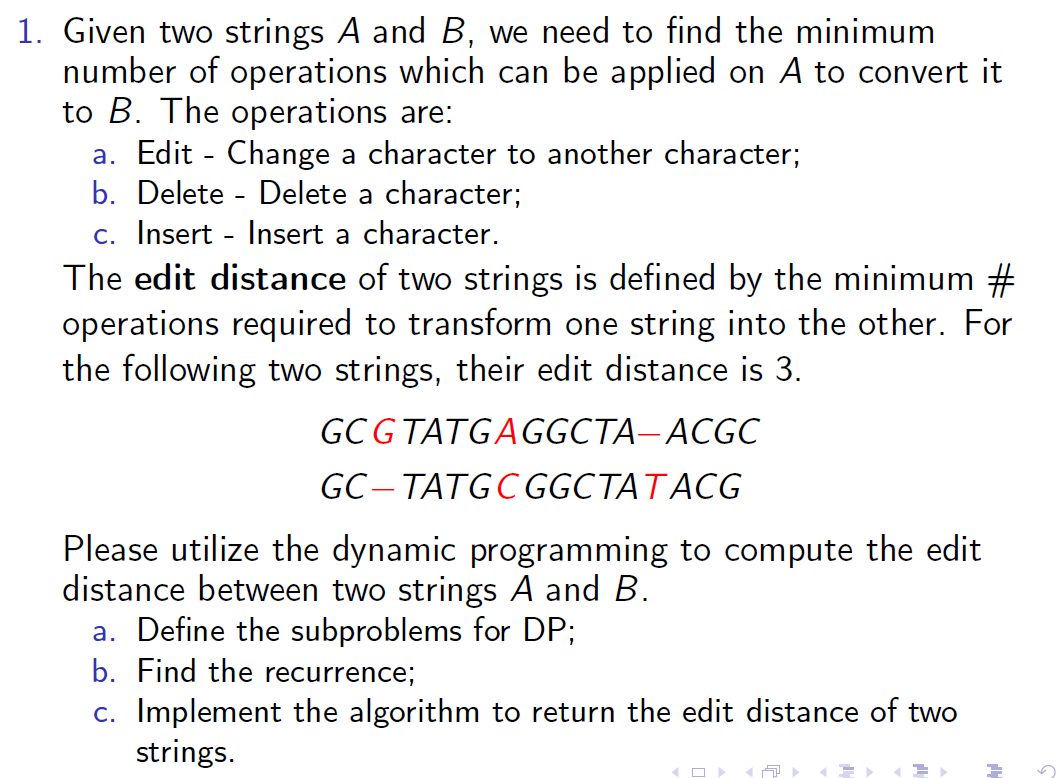 1. Given two strings A and B, we need to find the minimum
number of operations which can be applied on A to convert it
to B. The operations are:
a. Edit - Change a character to another character;
b. Delete - Delete a character;
c. Insert - Insert a character.
The edit distance of two strings is defined by the minimum #
operations required to transform one string into the other. For
the following two strings, their edit distance is 3.
GCGTATGAGGCTA−ACGC
GC−TATGCGGCTATACG
Please utilize the dynamic programming to compute the edit
distance between two strings A and B.
a. Define the subproblems for DP;
b. Find the recurrence;
c. Implement the algorithm to return the edit distance of two
strings.